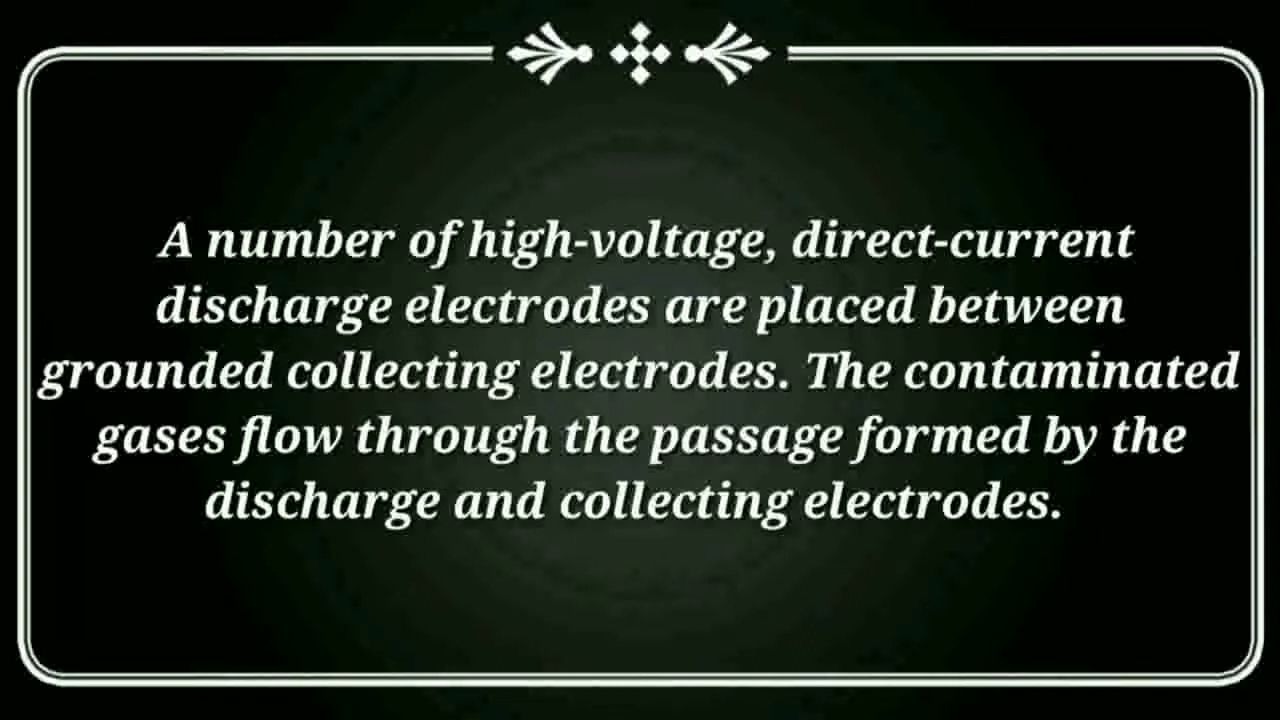 A number of high-voltage, direct-current
discharge electrodes are placed between
grounded collecting electrodes. The contaminated
gases flow through the passage formed by the
discharge and collecting electrodes.